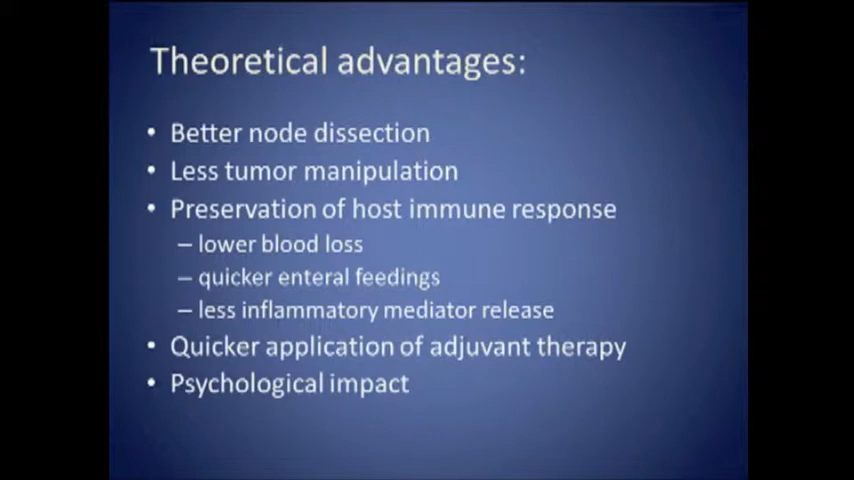 Theoretical advantages:
• Better node dissection
• Less tumor manipulation
• Preservation of host immune response
– lower blood loss
– quicker enteral feedings
– less inflammatory mediator release
• Quicker application of adjuvant therapy
• Psychological impact